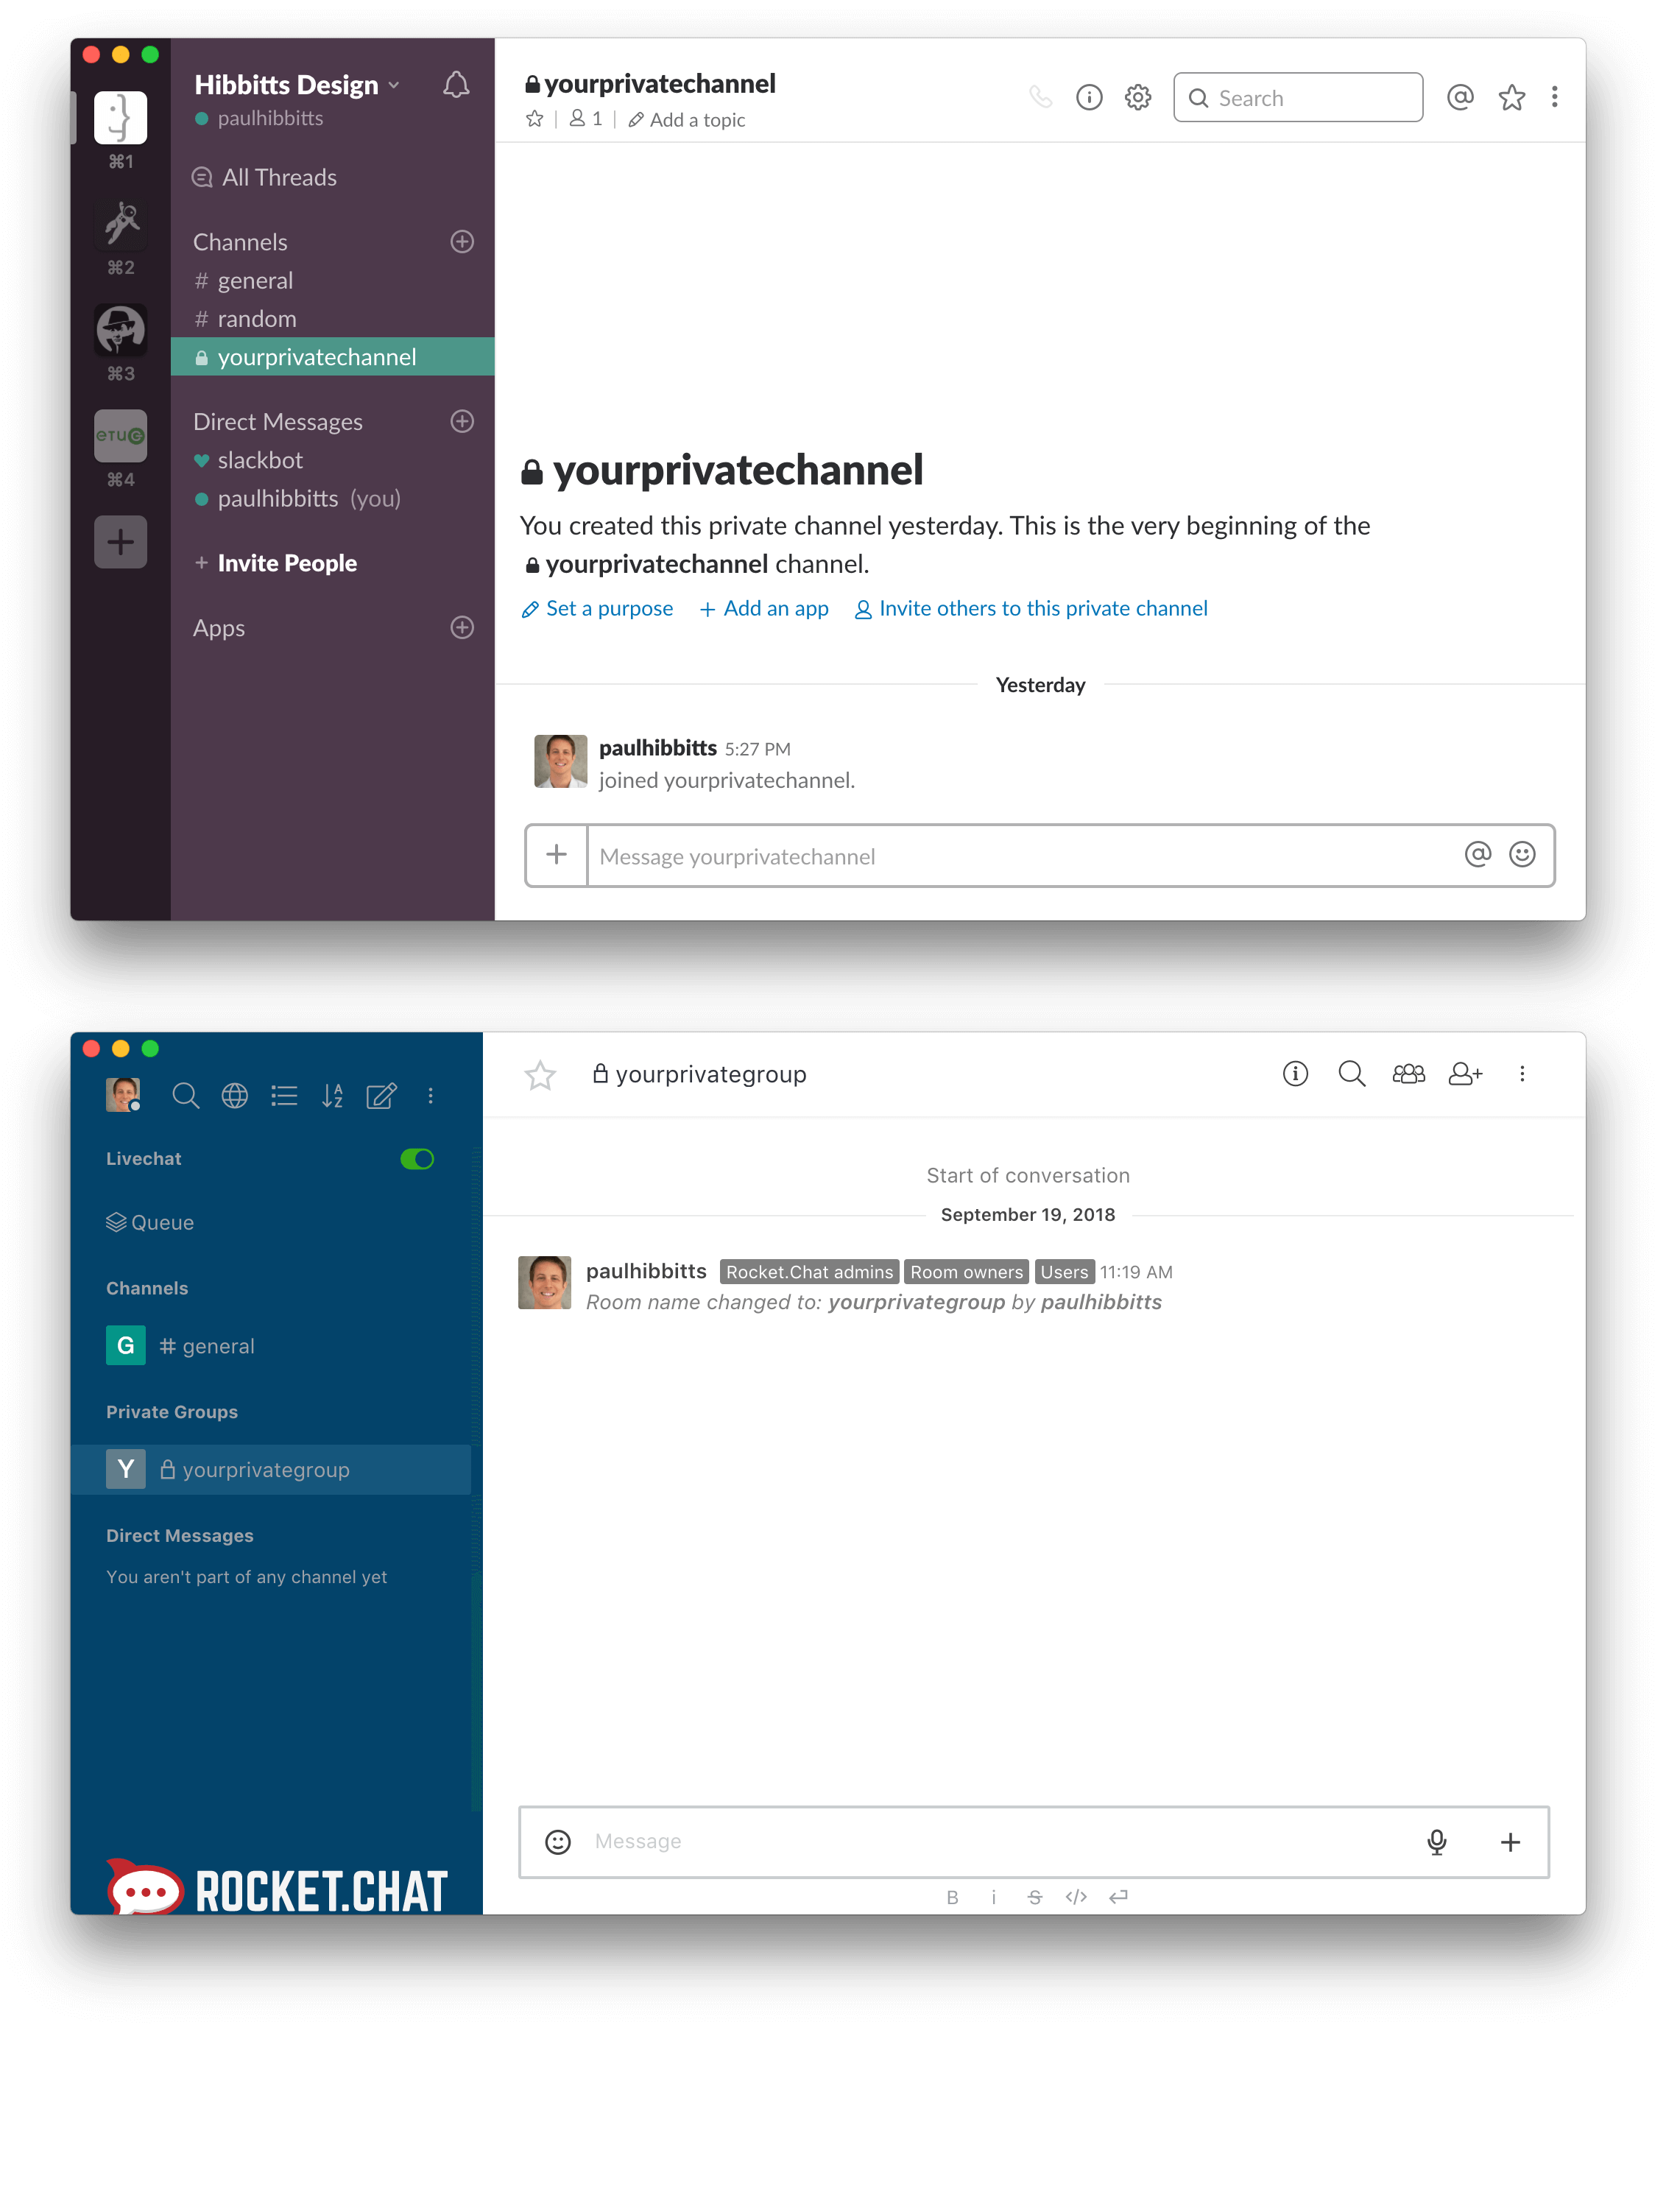 Hibbitts Design
paulhibbitts
⌘1
⌘2
⌘3
eTUG
⌘4
All Threads
Channels
# general
# random
yourprivatechannel
Direct Messages
slackbot
paulhibbitts (you)
+ Invite People
Apps
yourprivatechannel
1 Add a topic
Search
yourprivatechannel
You created this private channel yesterday. This is the very beginning of the
yourprivatechannel channel.
Set a purpose + Add an app Invite others to this private channel
Yesterday
paulhibbitts 5:27 PM
joined yourprivatechannel.
Message yourprivatechannel
Livechat
Queue
Channels
G # general
Private Groups
Y yourprivategroup
Direct Messages
You aren't part of any channel yet
ROCKET.CHAT
yourprivategroup
Start of conversation
September 19, 2018
paulhibbitts Rocket.Chat admins Room owners Users 11:19 AM
Room name changed to: yourprivategroup by paulhibbitts
Message
B i S </>